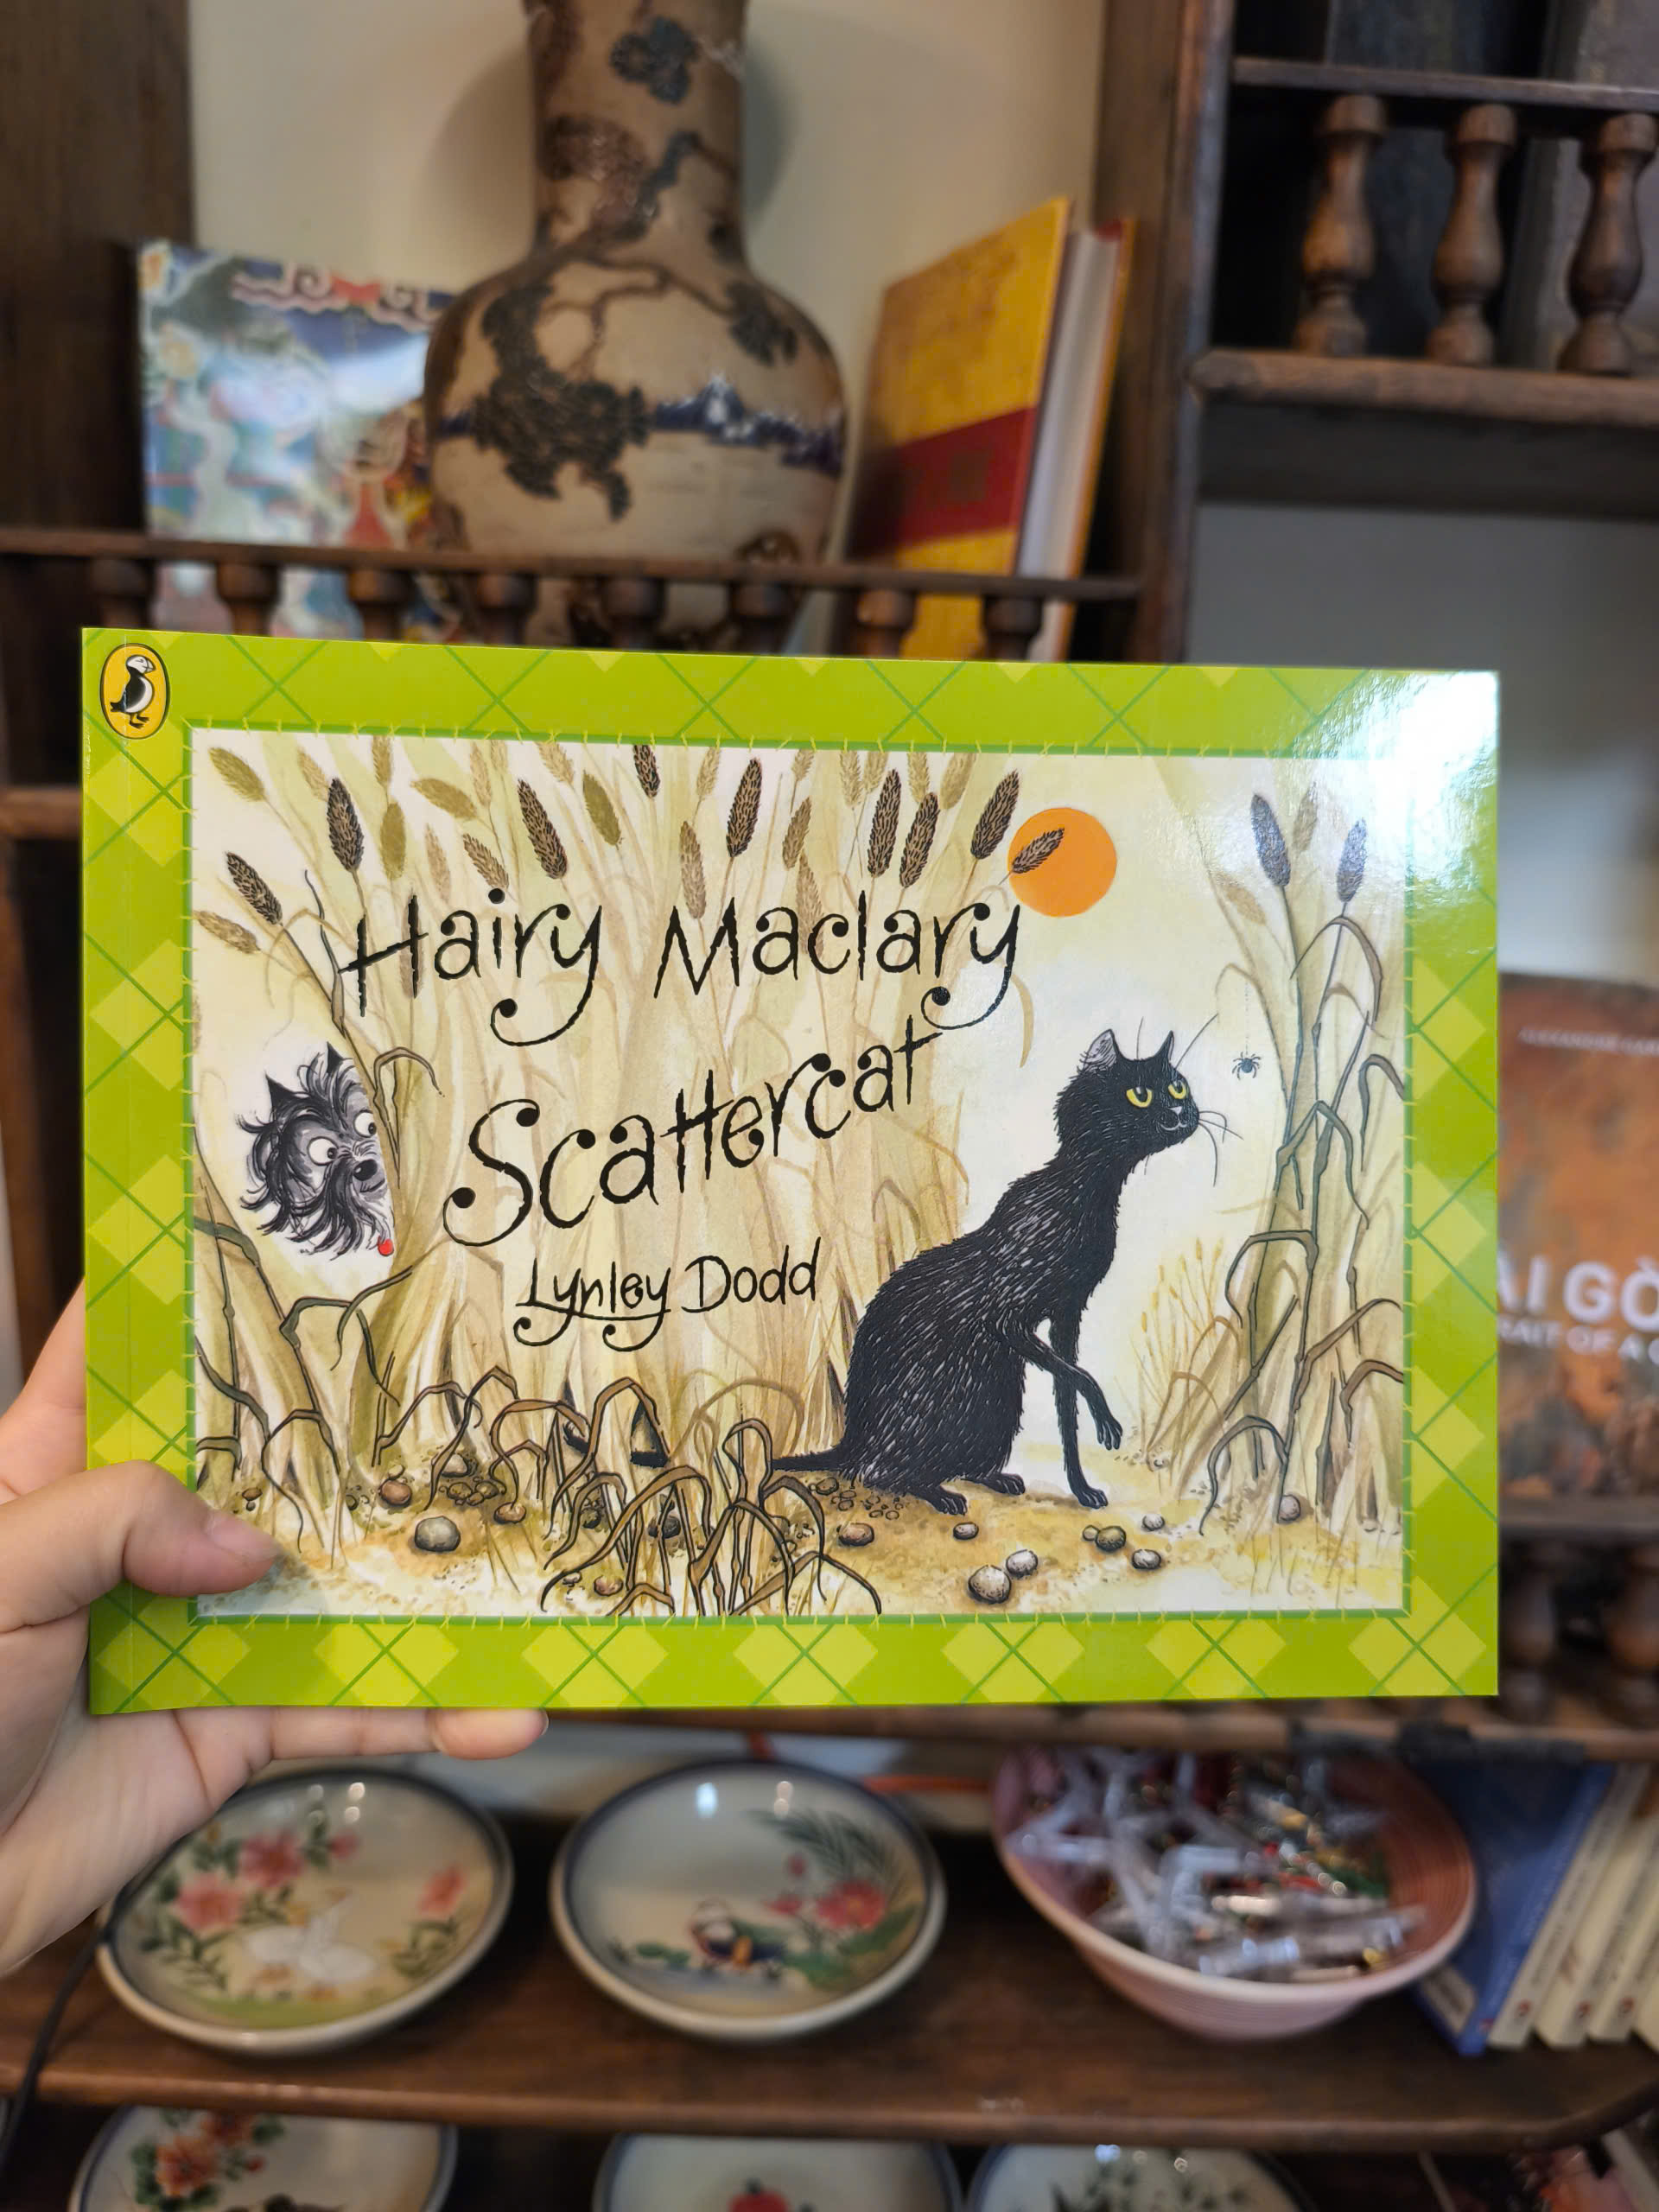 Hairy Maclary
Scattercat
Lynley Dodd